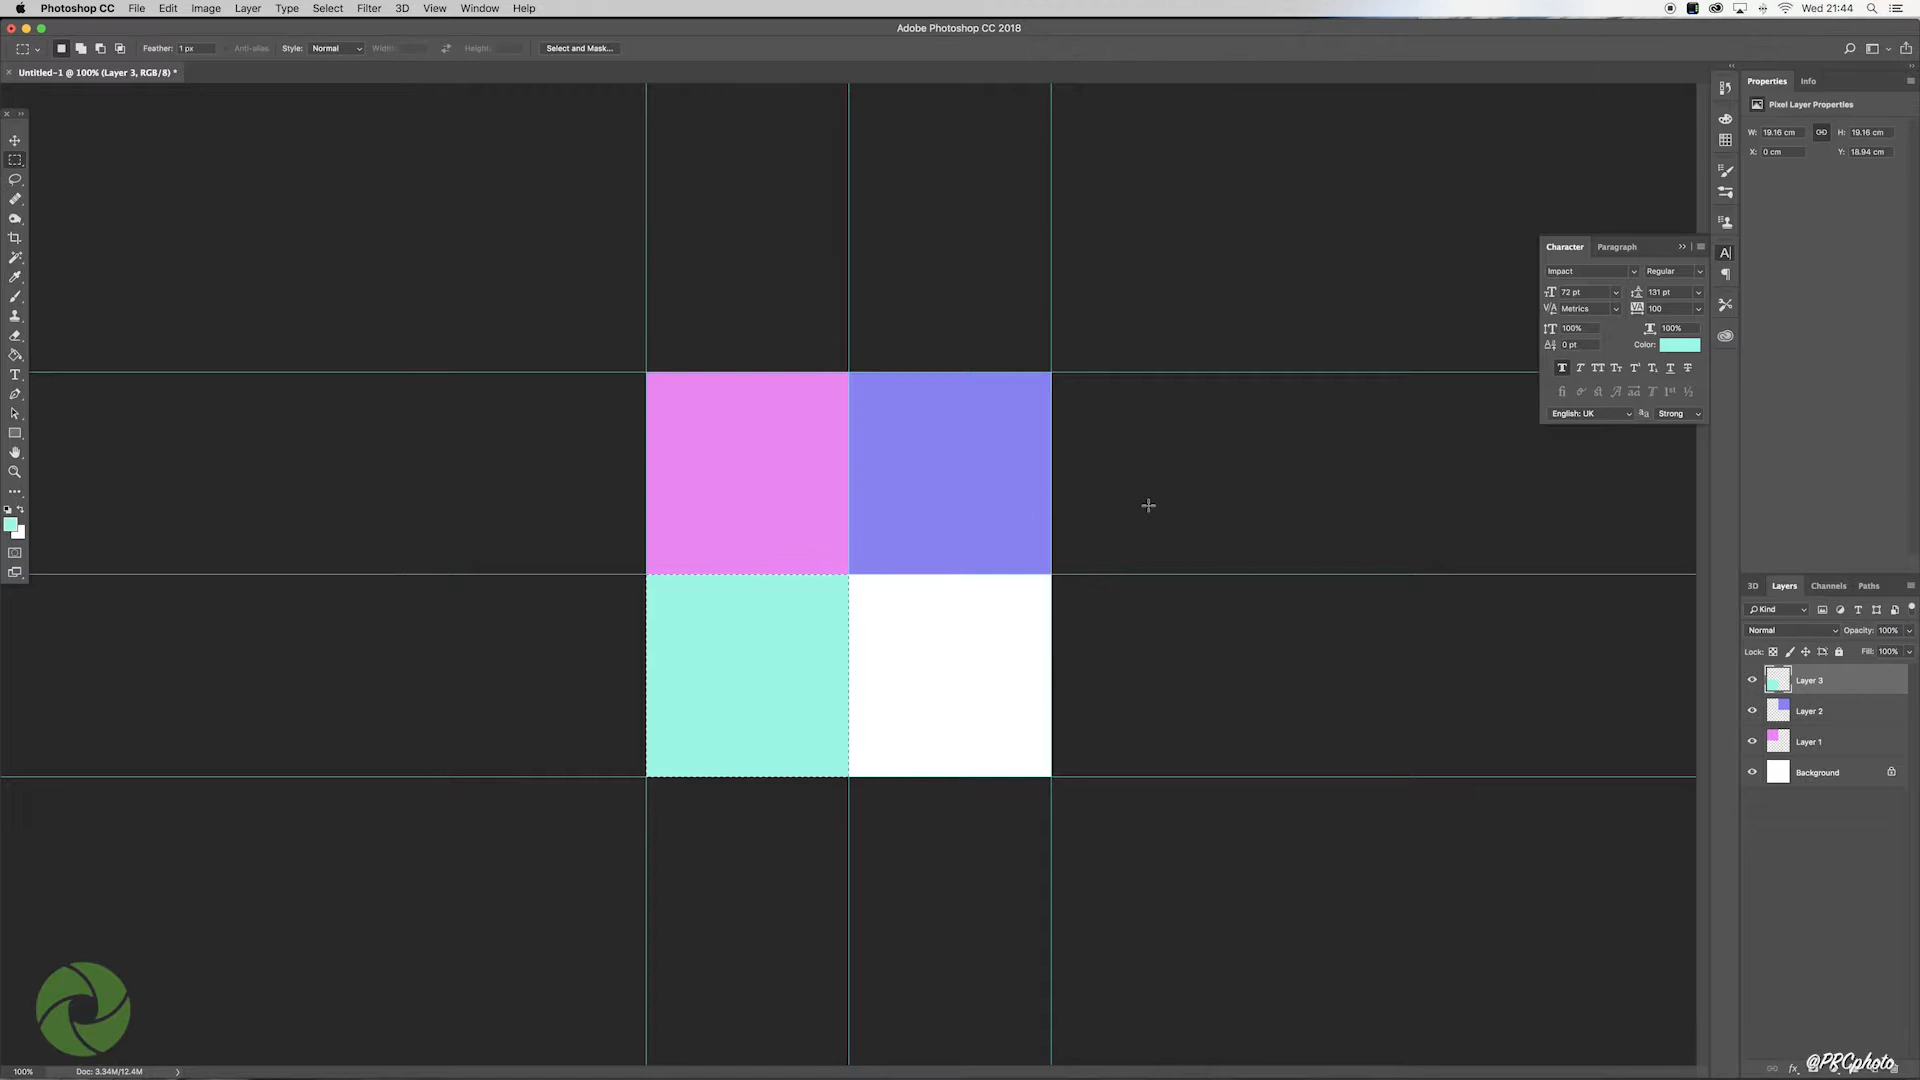 Photoshop CC File Edit Image Layer Type Select Filter 3D View Window Help Wed 21:44
Adobe Photoshop CC 2018
Feather: 1 px Anti-alias Style: Normal Width: Height: Select and Mask...
Untitled-1 @ 100% (Layer 3, RGB/8) *
Properties Info
Pixel Layer Properties
W: 19.16 cm H: 19.16 cm
X: 0 cm Y: 18.94 cm
Character Paragraph
Impact Regular
72 pt 131 pt
Metrics 100
100% 100%
0 pt Color:
English: UK Strong
3D Layers Channels Paths
Kind
Normal Opacity: 100%
Lock: Fill: 100%
Layer 3
Layer 2
Layer 1
Background
@PRCphoto
100% Doc: 3.34M/12.4M